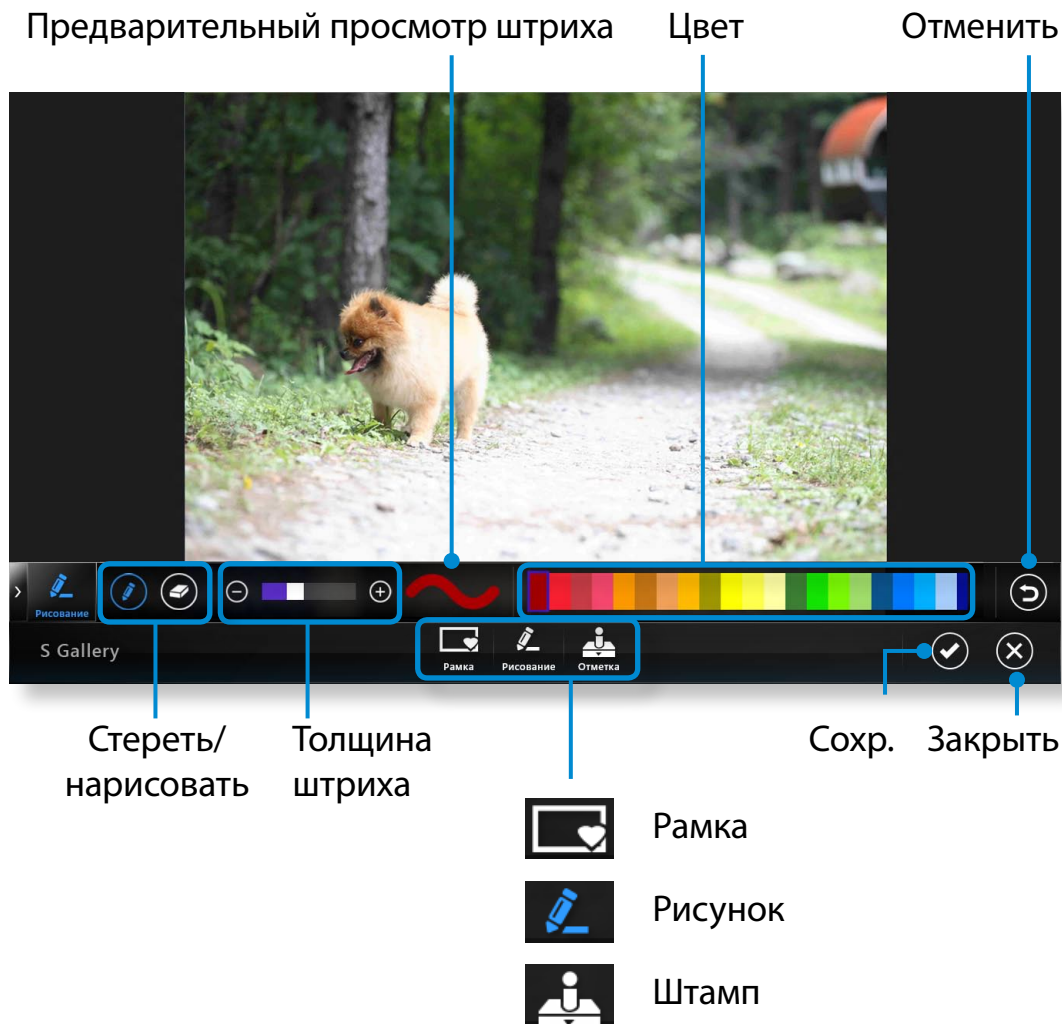 Предварительный просмотр штриха
Цвет
Отменить
Рисование
S Gallery
Рамка
Рисование
Отметка
Стереть/
нарисовать
Толщина
штриха
Сохр.
Закрыть
Рамка
Рисунок
Штамп